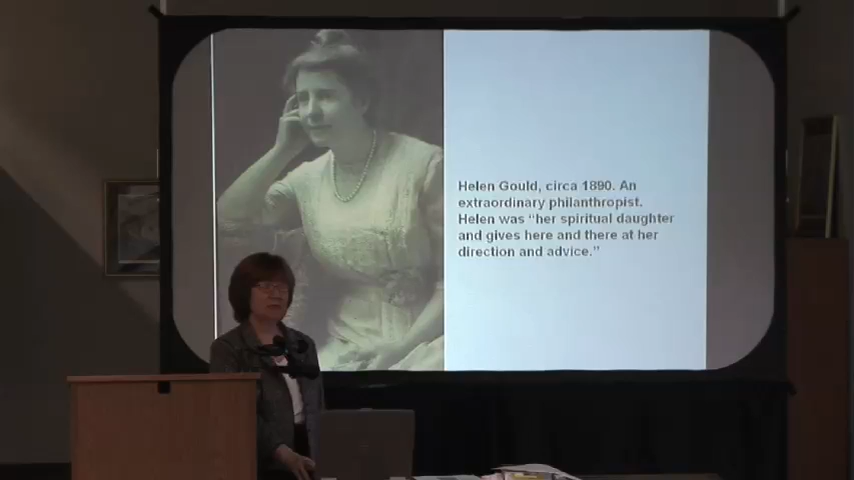 Helen Gould, circa 1890. An
extraordinary philanthropist.
Helen was “her spiritual daughter
and gives here and there at her
direction and advice.”